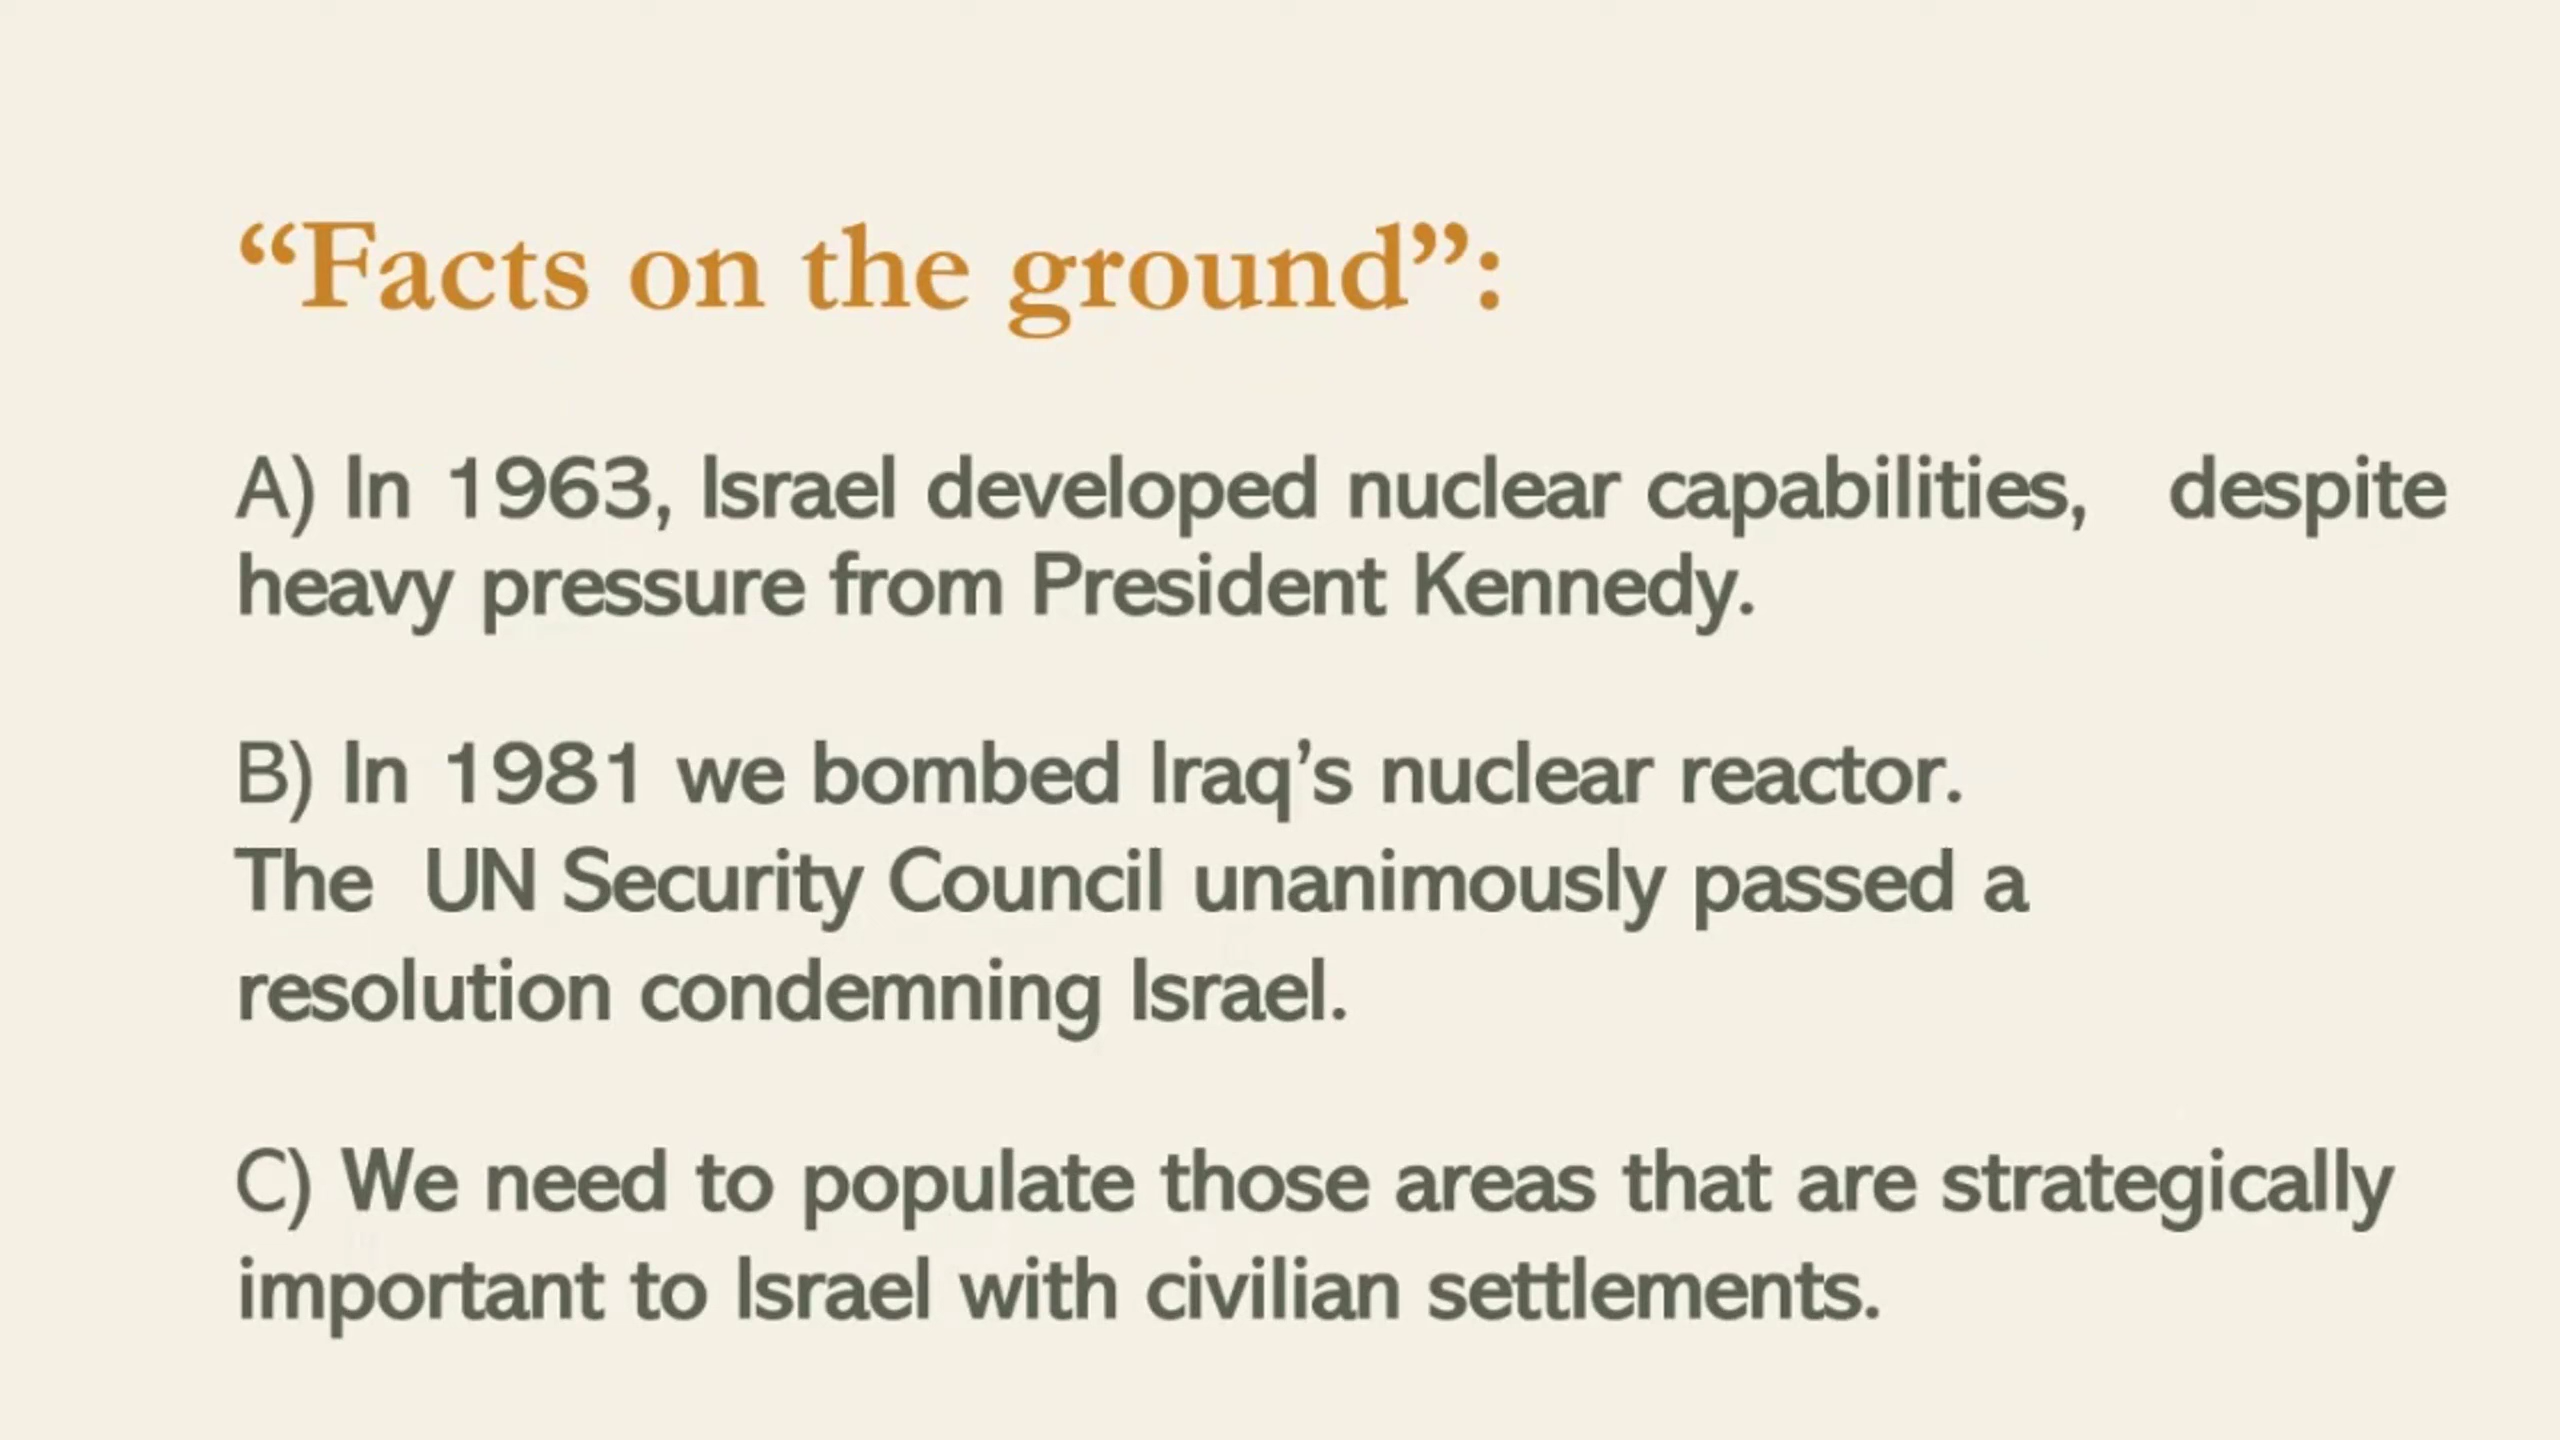 “Facts on the ground”:
A) In 1963, Israel developed nuclear capabilities, despite
heavy pressure from President Kennedy.
B) In 1981 we bombed Iraq’s nuclear reactor.
The UN Security Council unanimously passed a
resolution condemning Israel.
C) We need to populate those areas that are strategically
important to Israel with civilian settlements.